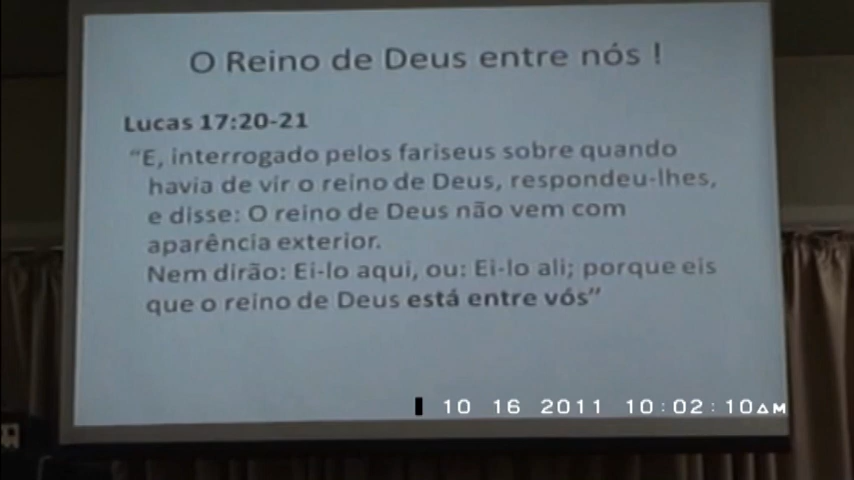 O Reino de Deus entre nós !
Lucas 17:20-21
“E, interrogado pelos fariseus sobre quando
havia de vir o reino de Deus, respondeu-lhes,
e disse: O reino de Deus não vem com
aparência exterior.
Nem dirão: Ei-lo aqui, ou: Ei-lo ali; porque eis
que o reino de Deus está entre vós”
10 16 2011 10:02:10AM